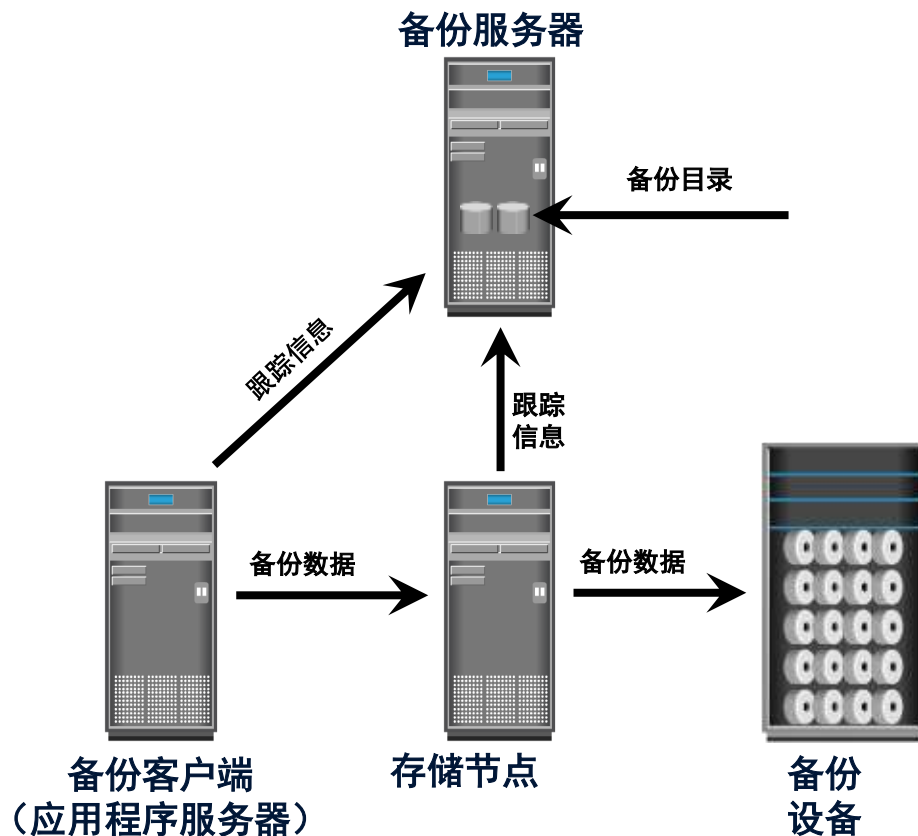 备份服务器
备份目录
跟踪信息
跟踪
信息
备份数据
备份数据
备份客户端
（应用程序服务器）
存储节点
备份
设备